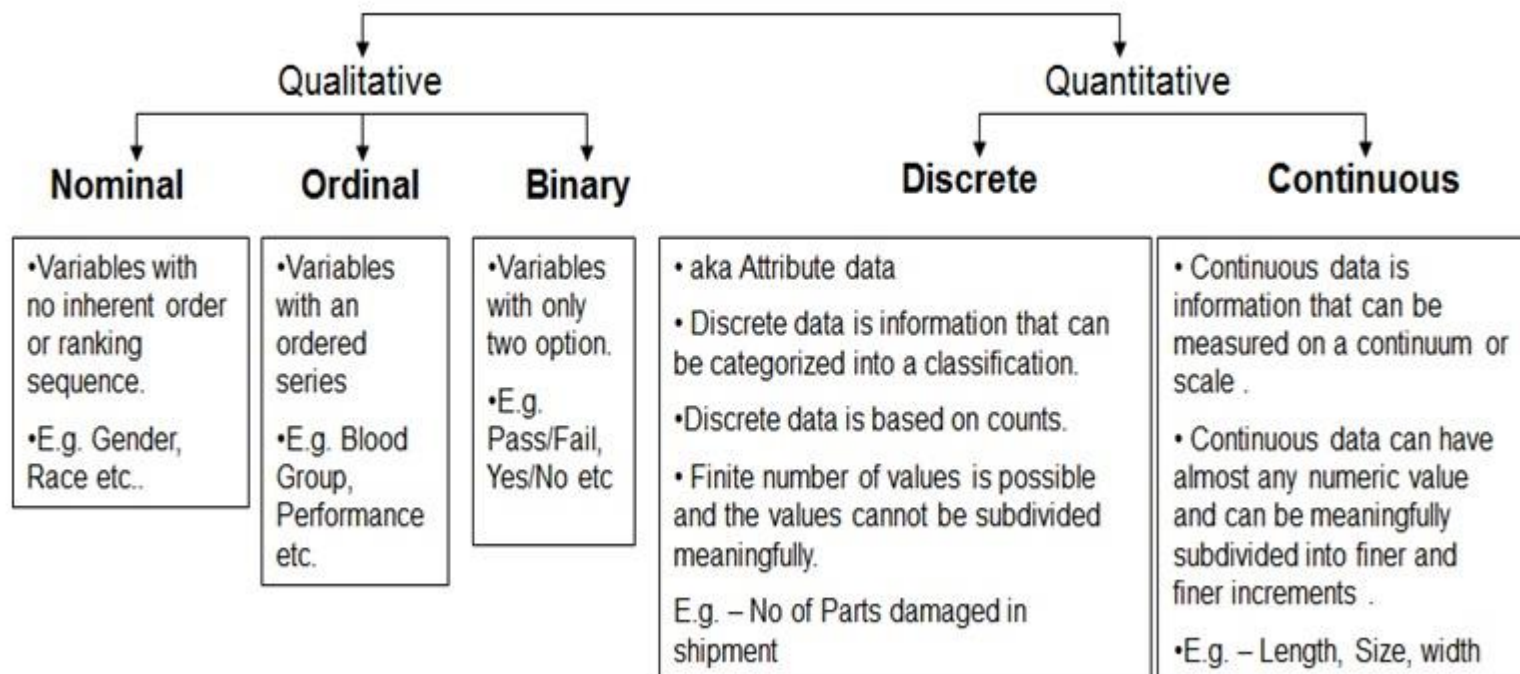 Qualitative
Quantitative
Nominal
Ordinal
Binary
Discrete
Continuous
•Variables with
no inherent order
or ranking
sequence.
•E.g. Gender,
Race etc..
•Variables
with an
ordered
series
•E.g. Blood
Group,
Performance
etc.
•Variables
with only
two option.
•E.g.
Pass/Fail,
Yes/No etc
• aka Attribute data
• Discrete data is information that can
be categorized into a classification.
•Discrete data is based on counts.
• Finite number of values is possible
and the values cannot be subdivided
meaningfully.
E.g. – No of Parts damaged in
shipment
• Continuous data is
information that can be
measured on a continuum or
scale .
• Continuous data can have
almost any numeric value
and can be meaningfully
subdivided into finer and
finer increments .
•E.g. – Length, Size, width